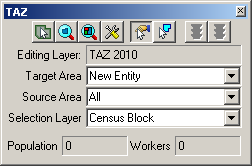 TAZ
Editing Layer: TAZ 2010
Target Area New Entity
Source Area All
Selection Layer Census Block
Population 0 Workers 0